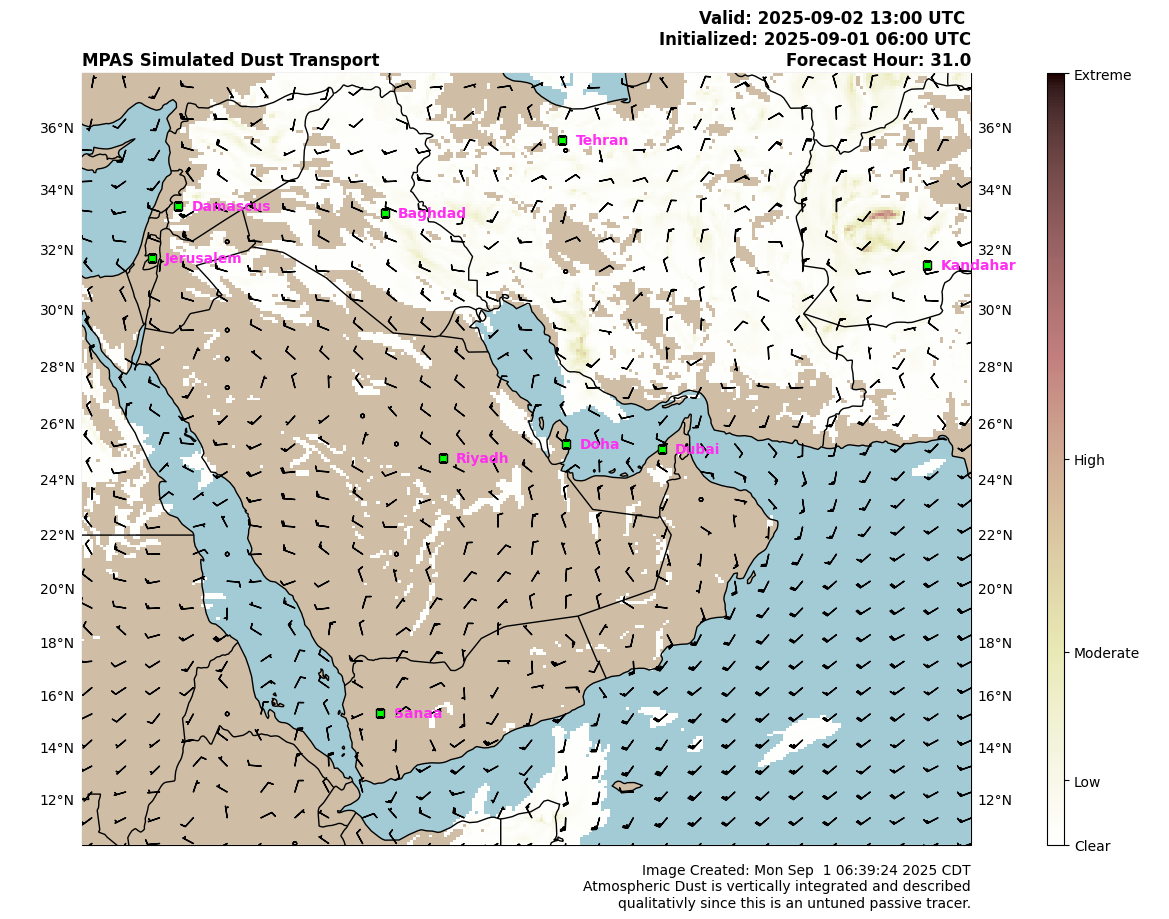 Valid: 2025-09-02 13:00 UTC
Initialized: 2025-09-01 06:00 UTC
MPAS Simulated Dust Transport
Forecast Hour: 31.0
Extreme
High
Moderate
Low
Clear
36°N
34°N
32°N
30°N
28°N
26°N
24°N
22°N
20°N
18°N
16°N
14°N
12°N
36°N
34°N
32°N
30°N
28°N
26°N
24°N
22°N
20°N
18°N
16°N
14°N
12°N
Tehran
Damascus
Baghdad
Jerusalem
Kandahar
Doha
Dubai
Riyadh
Sanaa
Image Created: Mon Sep  1 06:39:24 2025 CDT
Atmospheric Dust is vertically integrated and described
qualitativly since this is an untuned passive tracer.